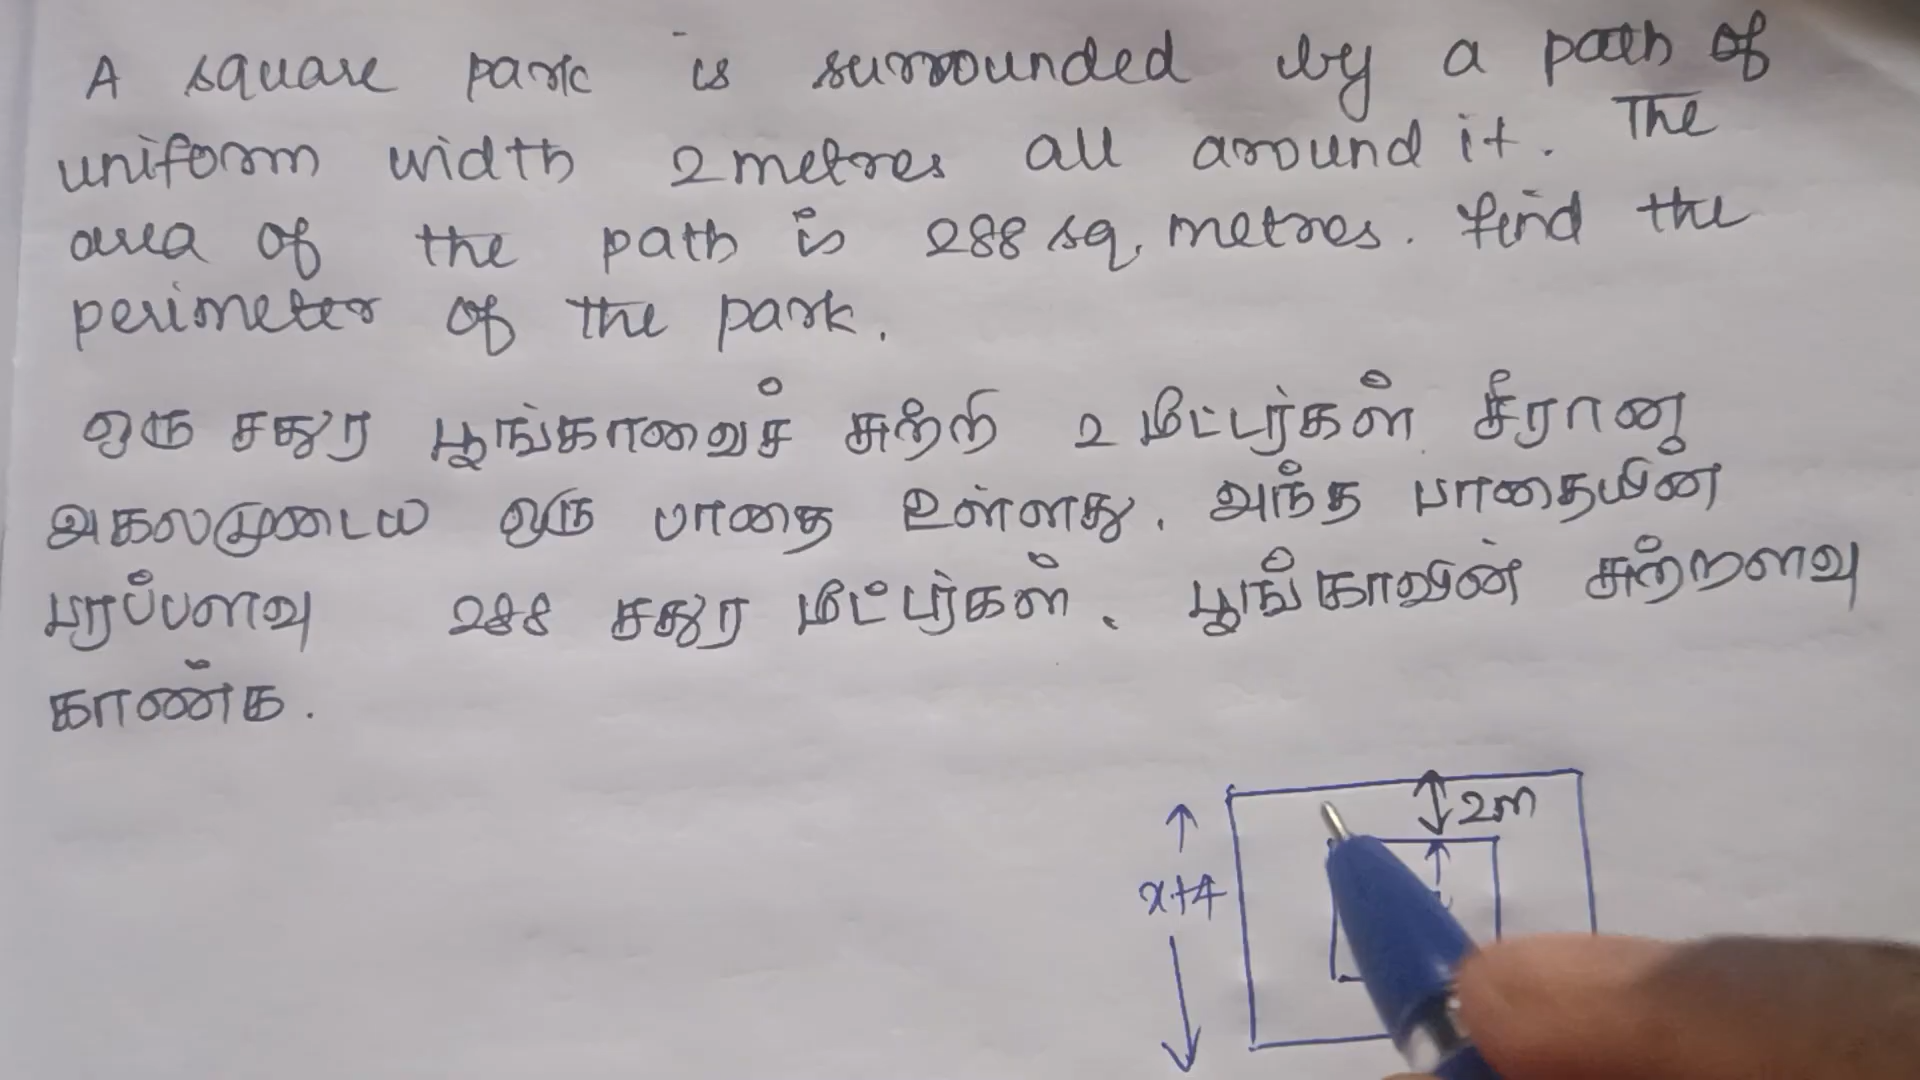 A square park is surrounded by a path of
uniform width 2 metres all around it. The
area of the path is 288 sq. metres. find the
perimeter of the park.
ஒரு சதுர பூங்காவைச் சுற்றி 2 மீட்டர்கள் சீரான
அகலமுடைய ஒரு பாதை உள்ளது. அந்த பாதையின்
பரப்பளவு 288 சதுர மீட்டர்கள். பூங்காவின் சுற்றளவு
காண்க.
2m
x+4